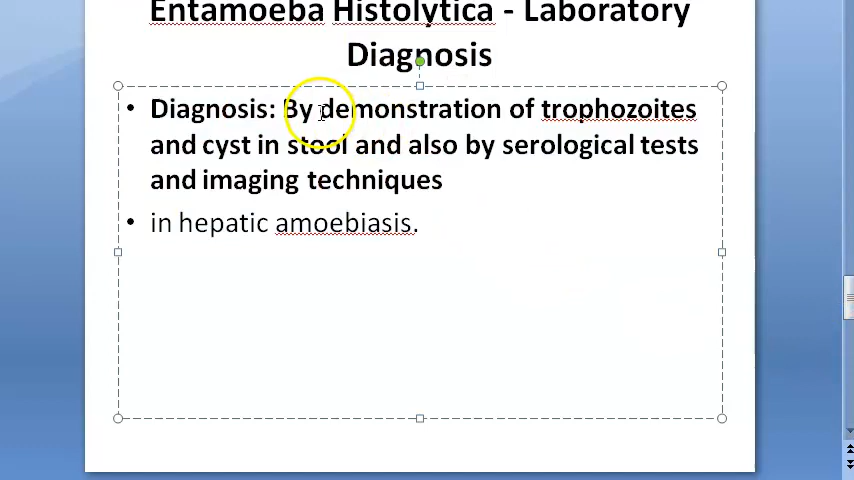 Entamoeba Histolytica - Laboratory
Diagnosis
• Diagnosis: By demonstration of trophozoites
and cyst in stool and also by serological tests
and imaging techniques
• in hepatic amoebiasis.